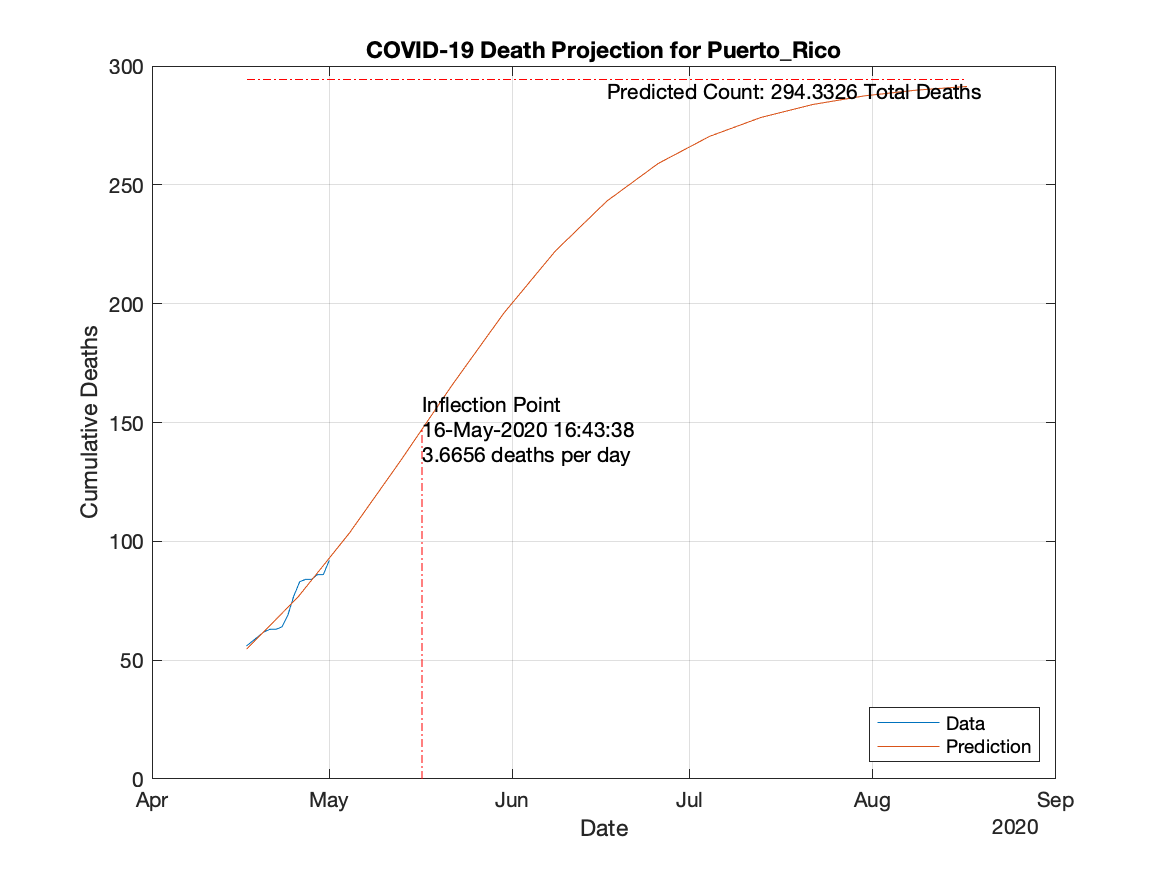 COVID-19 Death Projection for Puerto_Rico
300
Predicted Count: 294.3326 Total Deaths
250
200
Cumulative Deaths
Inflection Point
150
16-May-2020 16:43:38
3.6656 deaths per day
100
50
Data
Prediction
0
Apr May Jun Jul Aug Sep
Date
2020